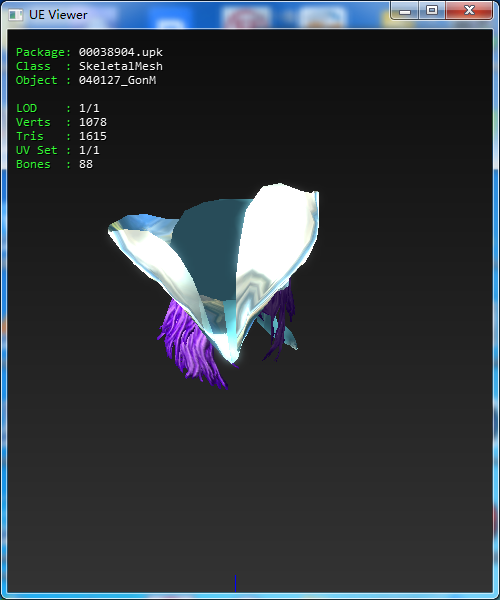 UE Viewer
Package: 00038904.upk
Class : SkeletalMesh
Object : 040127_GonM
LOD : 1/1
Verts : 1078
Tris : 1615
UV Set : 1/1
Bones : 88